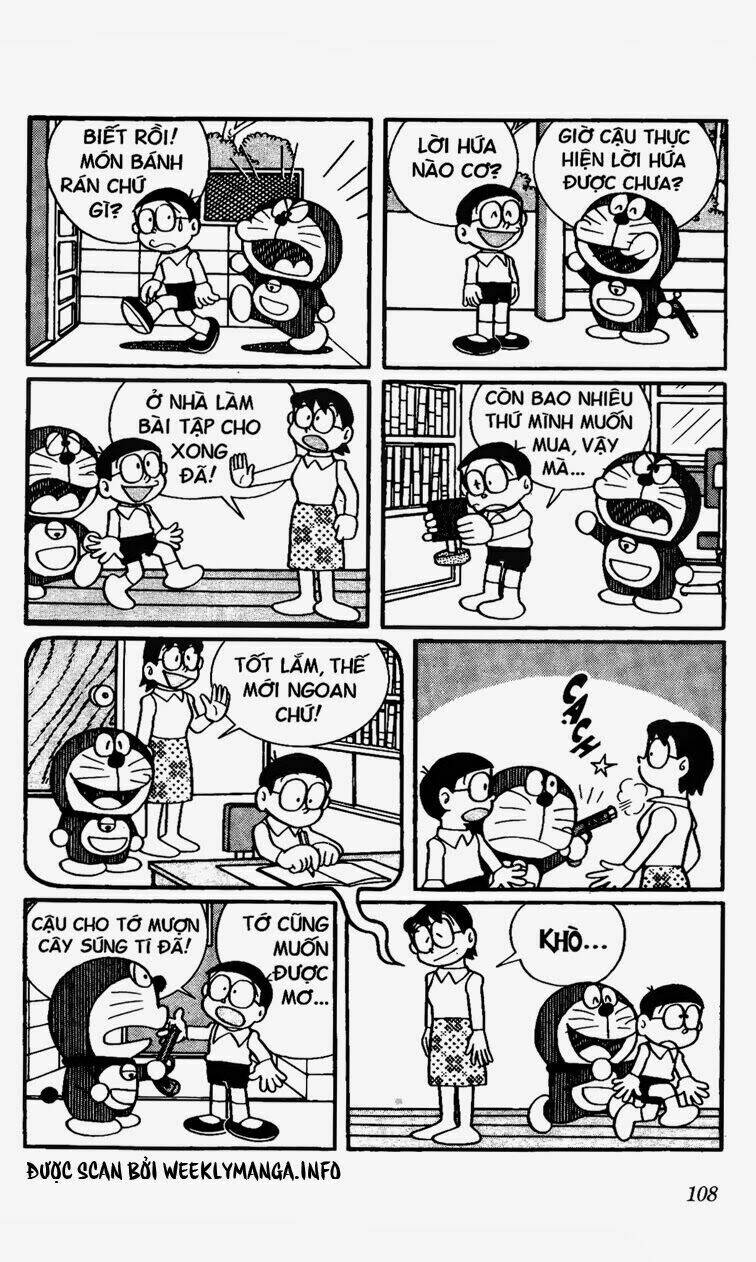 GIỜ CẬU THỰC
HIỆN LỜI HỨA
ĐƯỢC CHƯA?
LỜI HỨA
NÀO CƠ?
BIẾT RỒI!
MÓN BÁNH
RÁN CHỨ
GÌ?
CÒN BAO NHIÊU
THỨ MÌNH MUỐN
MUA, VẬY
MÀ...
Ở NHÀ LÀM
BÀI TẬP CHO
XONG
ĐÃ!
CẠCH
TỐT LẮM, THẾ
MỚI NGOAN
CHỨ!
KHÒ...
TỚ CŨNG
MUỐN
ĐƯỢC
MƠ...
CẬU CHO TỚ MƯỢN
CÂY SÚNG TÍ ĐÃ!
ĐƯỢC SCAN BỞI WEEKLYMANGA.INFO
108